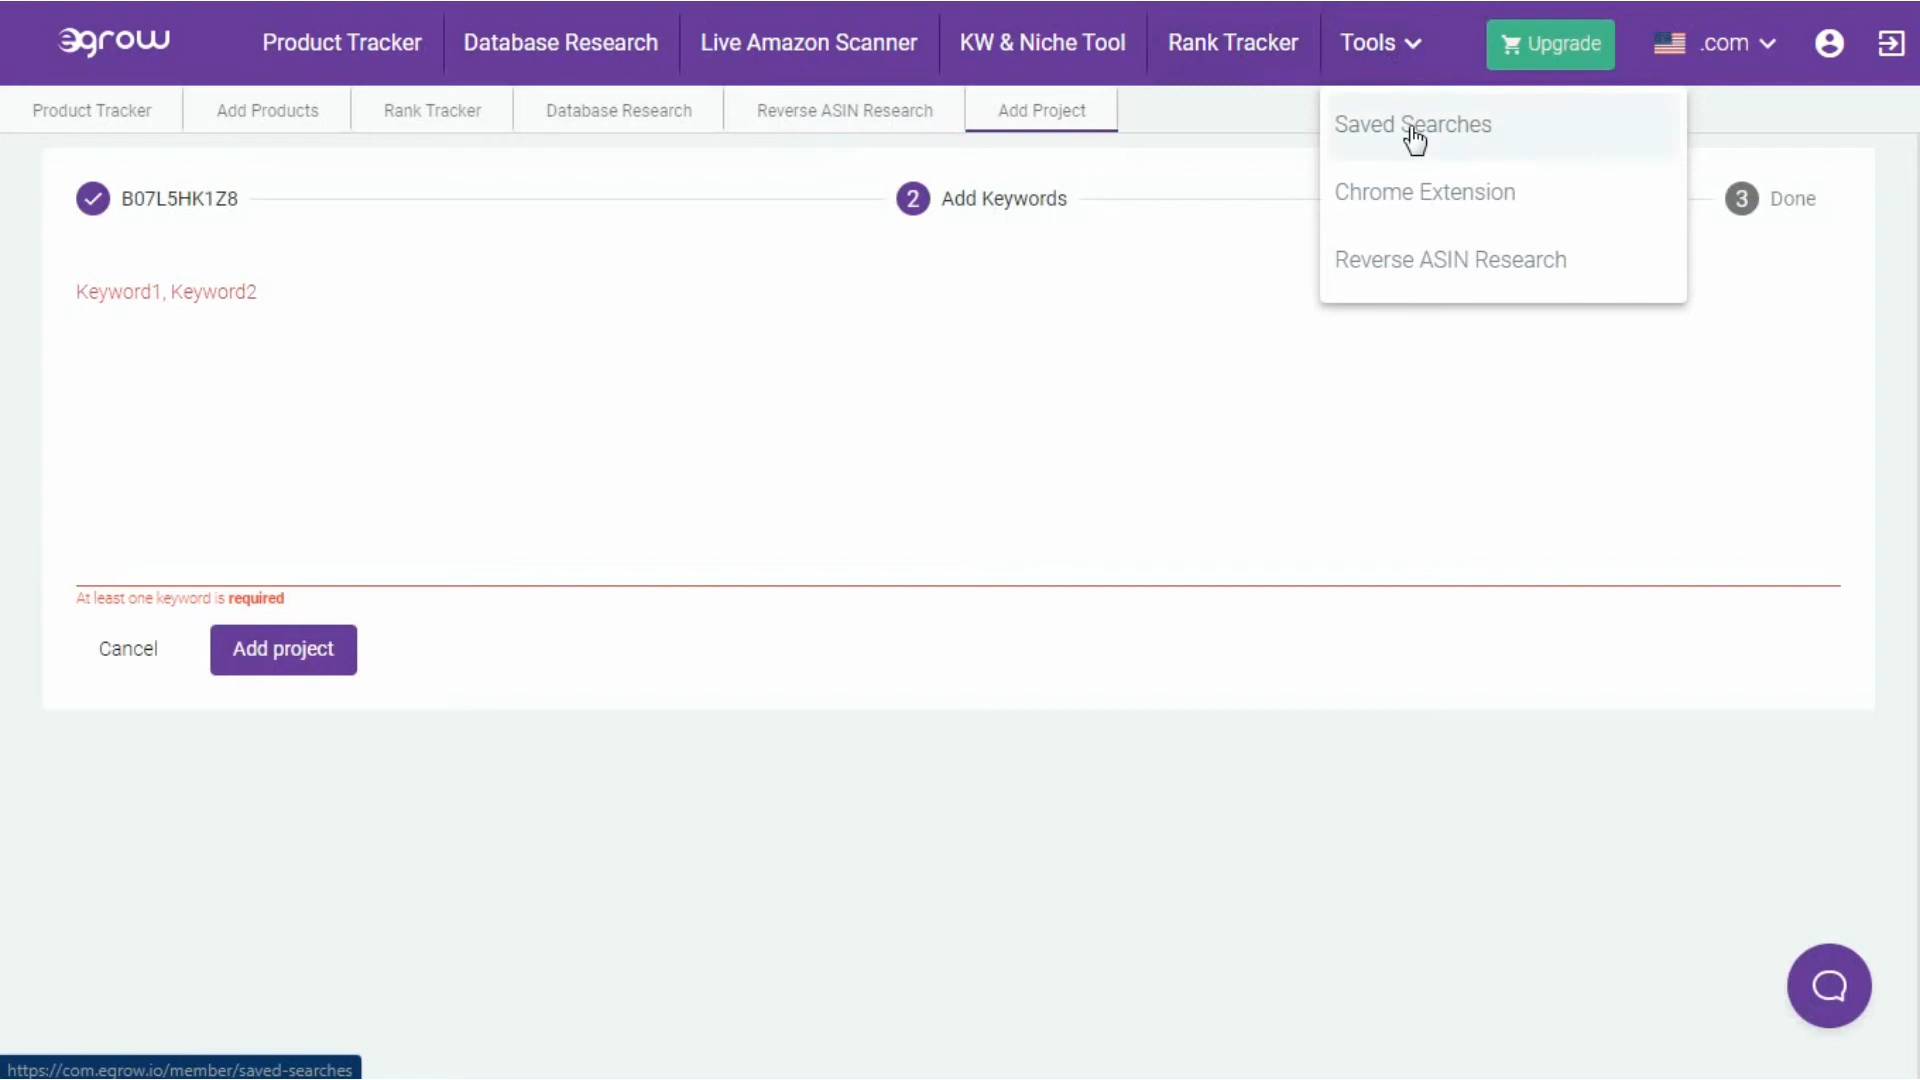 egrow Product Tracker Database Research Live Amazon Scanner KW & Niche Tool Rank Tracker Tools Upgrade .com
Product Tracker Add Products Rank Tracker Database Research Reverse ASIN Research Add Project
Saved Searches
Chrome Extension
Reverse ASIN Research
B07L5HK1Z8 2 Add Keywords 3 Done
Keyword1, Keyword2
At least one keyword is required
Cancel Add project
https://com.egrow.io/member/saved-searches